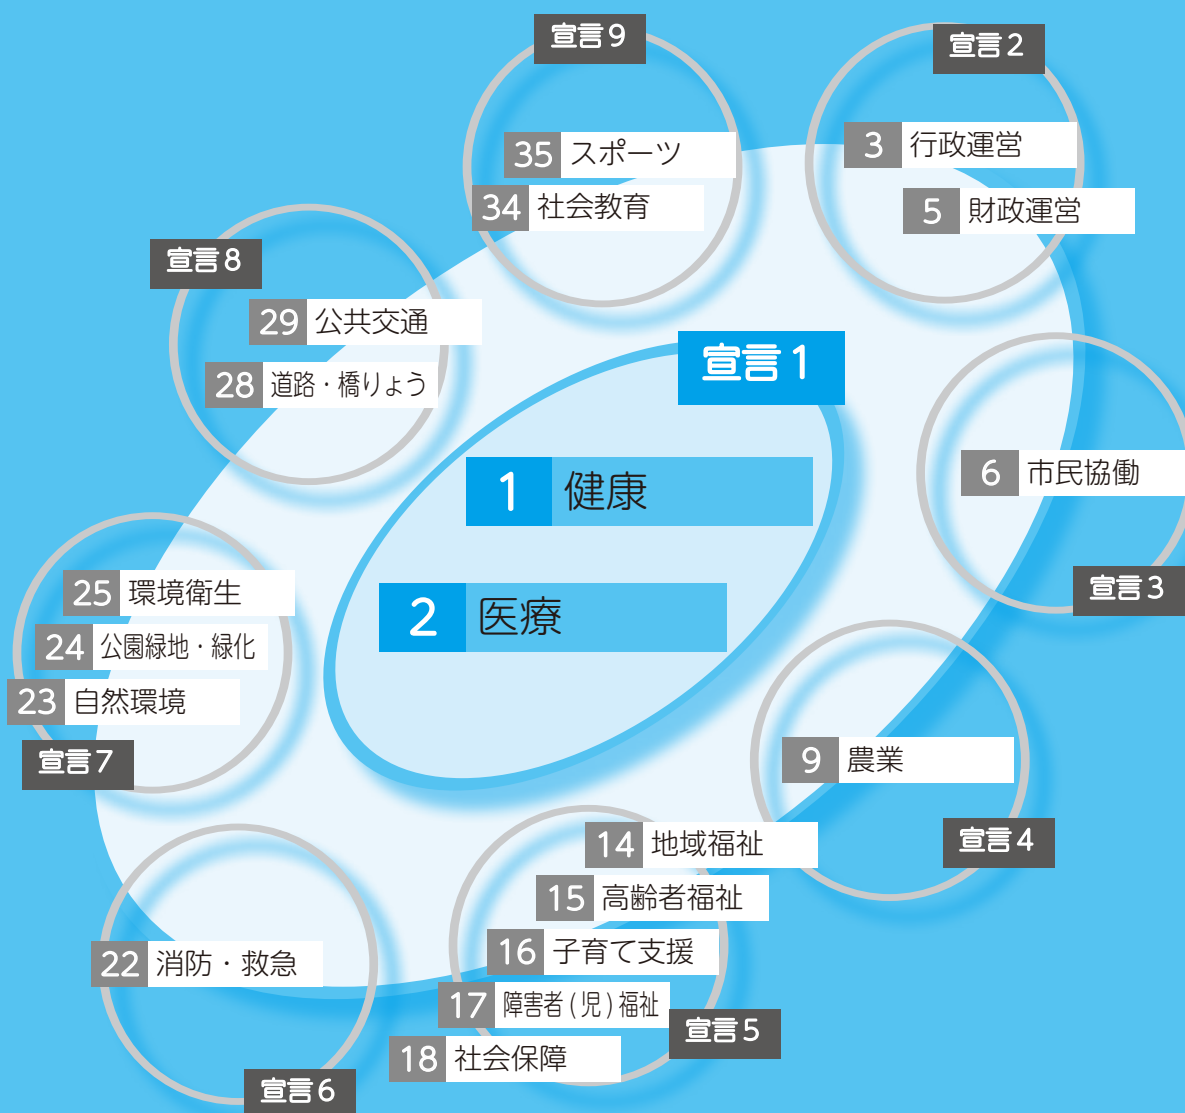 宣言9
35 スポーツ
34 社会教育
宣言2
3 行政運営
5 財政運営
宣言8
29 公共交通
28 道路・橋りょう
宣言1
1 健康
2 医療
6 市民協働
宣言3
25 環境衛生
24 公園緑地・緑化
23 自然環境
宣言7
9 農業
宣言4
14 地域福祉
15 高齢者福祉
16 子育て支援
17 障害者(児)福祉
18 社会保障
宣言5
22 消防・救急
宣言6